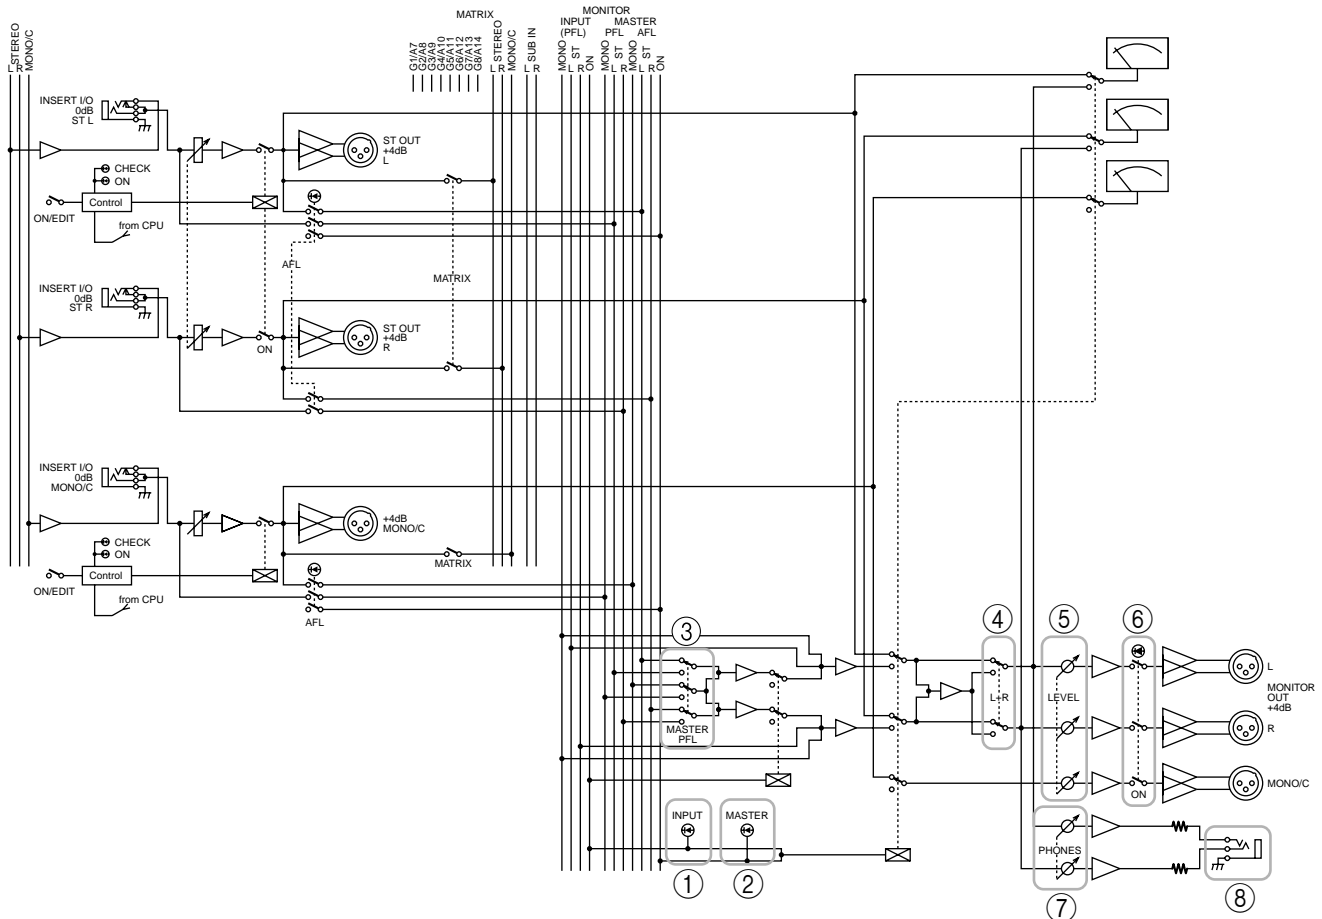 MATRIX
MONITOR
INPUT
(PFL)
MASTER
PFL
AFL
STEREO
L
R
MONO/C
G1/A7
G2/A8
G3/A9
G4/A10
G5/A11
G6/A12
G7/A13
G8/A14
STEREO
L
R
MONO/C
SUB IN
L
R
MONO
ST
L
R
ON
MONO
ST
L
R
MONO
ST
L
R
ON
INSERT I/O
0dB
ST L
ST OUT
+4dB
L
CHECK
ON
Control
ON/EDIT
from CPU
AFL
MATRIX
INSERT I/O
0dB
ST R
ON
ST OUT
+4dB
R
INSERT I/O
0dB
MONO/C
+4dB
MONO/C
CHECK
ON
Control
ON/EDIT
from CPU
MATRIX
AFL
3
MASTER
PFL
4
L+R
5
LEVEL
6
ON
L
MONITOR
OUT
+4dB
R
MONO/C
INPUT
1
MASTER
2
PHONES
7
8